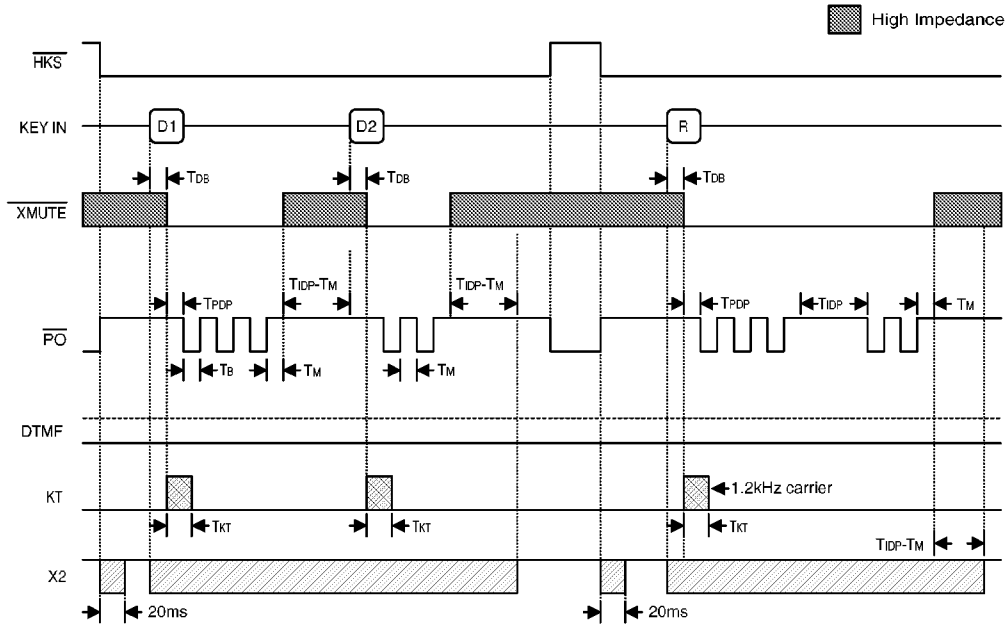 High Impedance
HKS
KEY IN
D1
D2
R
TDB
TDB
TDB
XMUTE
TPDP
TIDP-TM
TIDP-TM
TPDP
TIDP
TM
PO
TB
TM
TM
DTMF
KT
1.2kHz carrier
TKT
TKT
TKT
TIDP-TM
X2
20ms
20ms